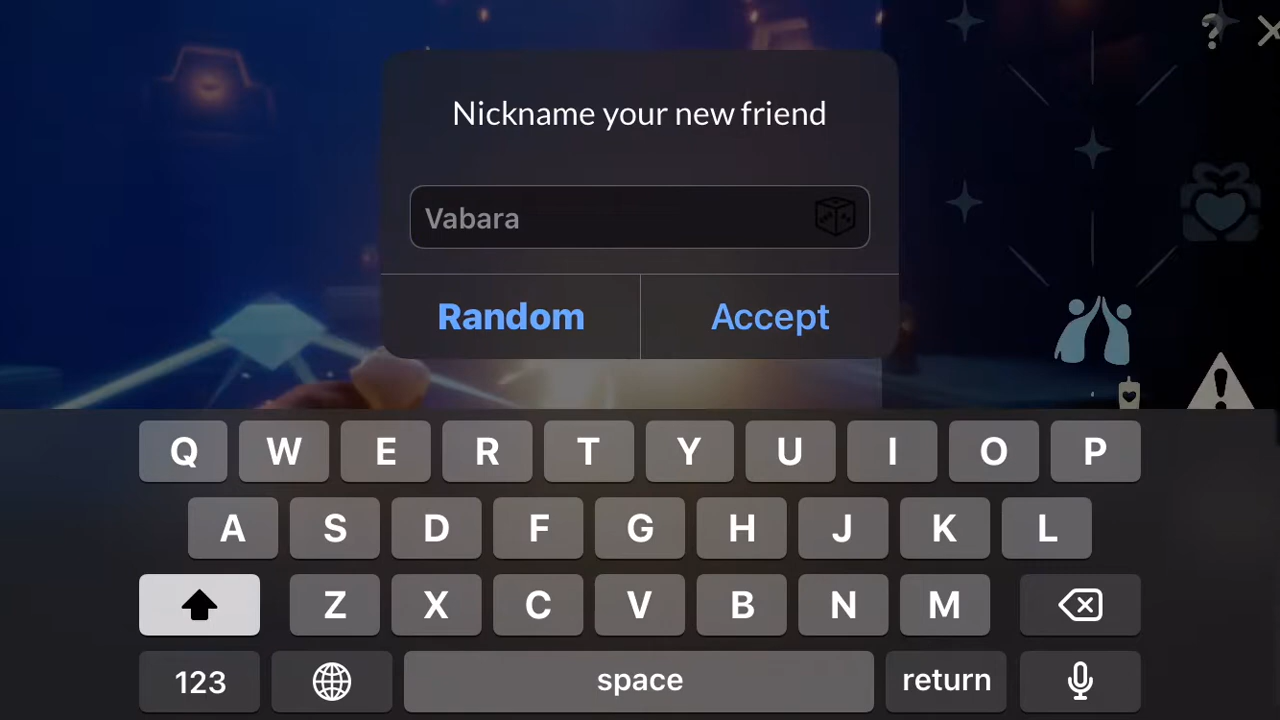 ?
Nickname your new friend
Vabara
Random Accept
Q W E R T Y U I O P
A S D F G H J K L
Z X C V B N M
123 space return